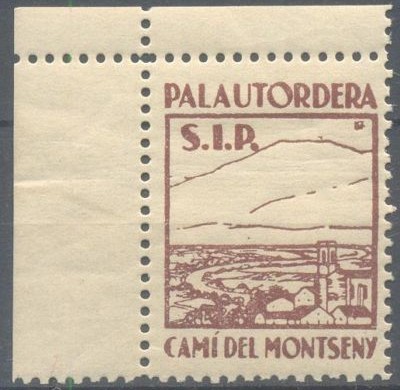 PALAUTORDERA
S.I.P.
CAMÍ DEL MONTSENY